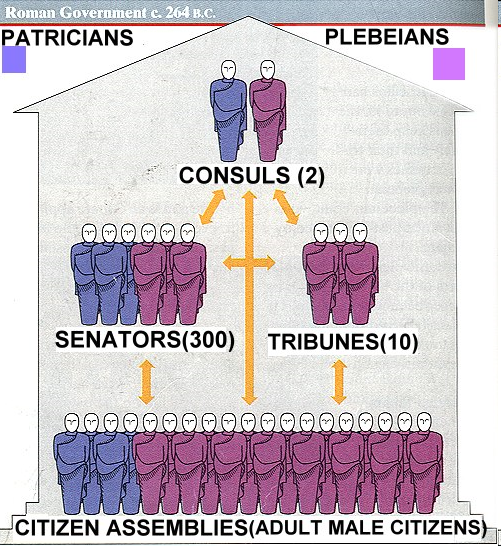 Roman Government c. 264 B.C.
PATRICIANS
PLEBEIANS
CONSULS (2)
SENATORS(300)
TRIBUNES(10)
CITIZEN ASSEMBLIES(ADULT MALE CITIZENS)